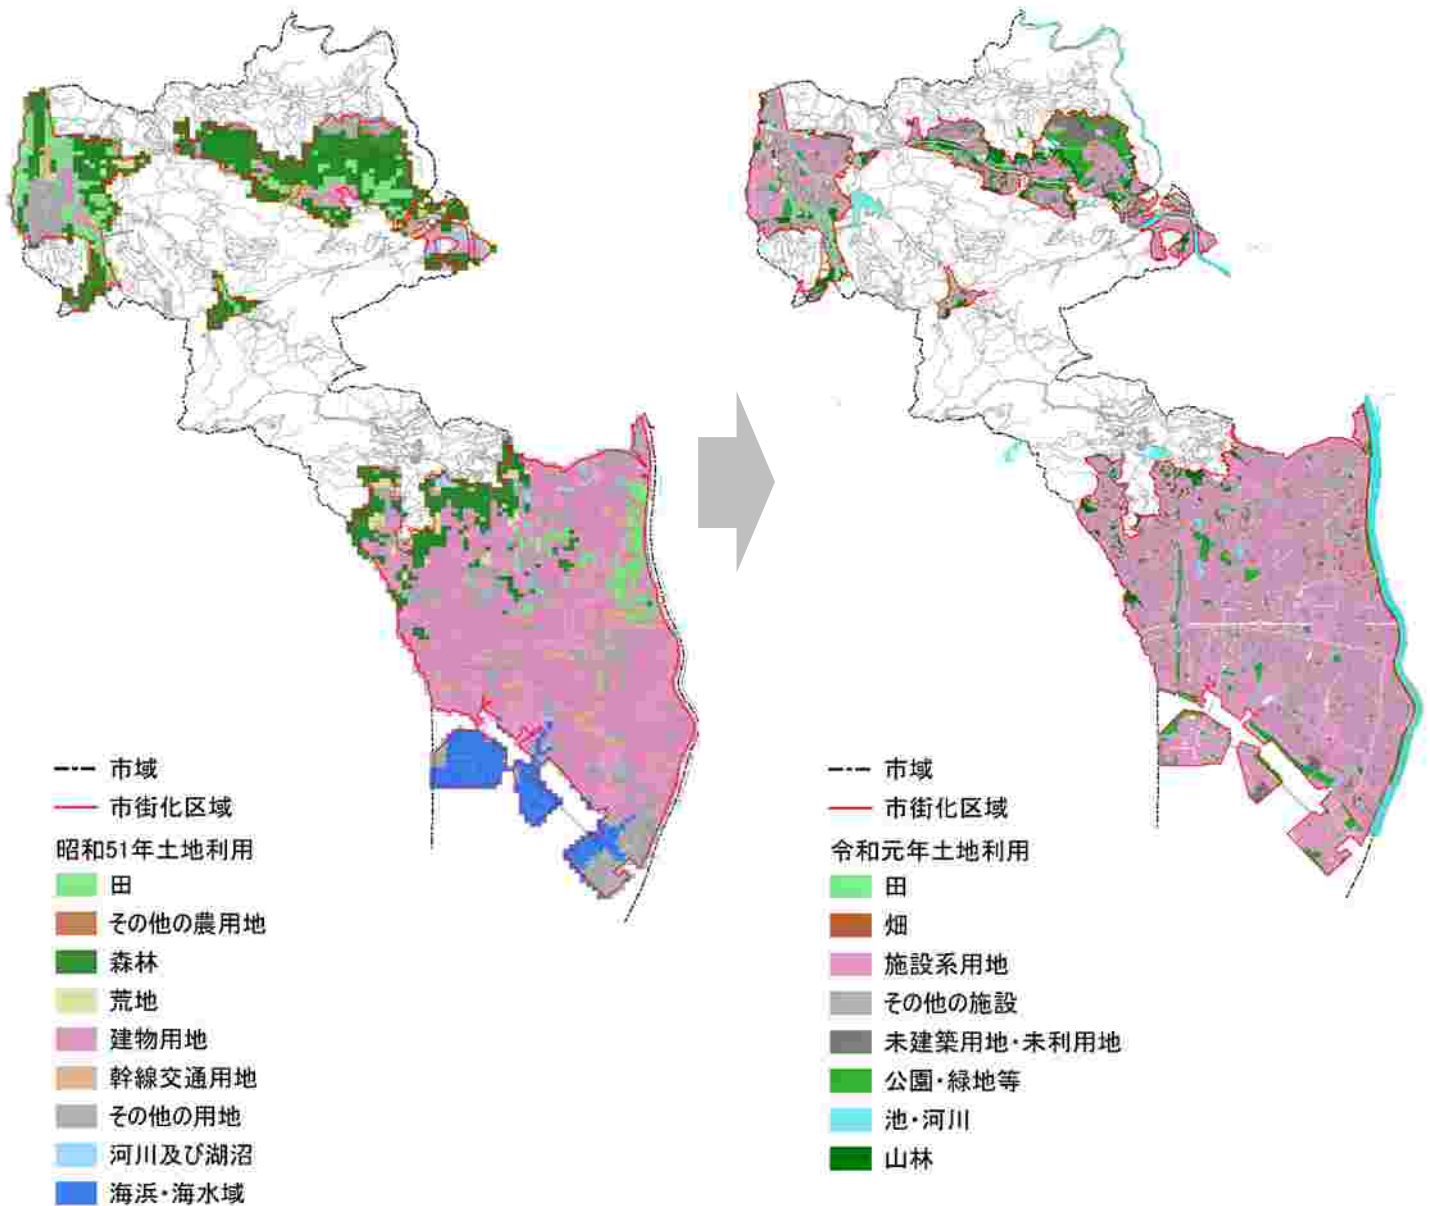 市域
市街化区域
昭和51年土地利用
田
その他の農用地
森林
荒地
建物用地
幹線交通用地
その他の用地
河川及び湖沼
海浜・海水域
市域
市街化区域
令和元年土地利用
田
畑
施設系用地
その他の施設
未建築用地・未利用地
公園・緑地等
池・河川
山林